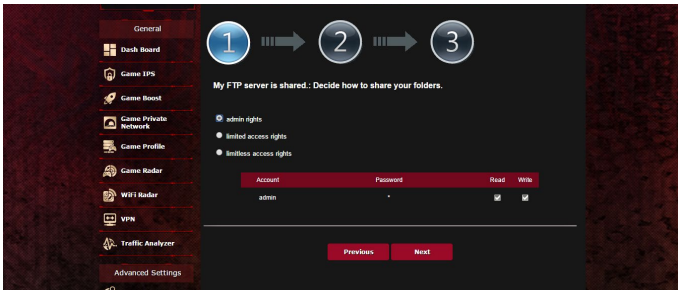 General
Dash Board
Game IPS
Game Boost
Game Private
Network
Game Profile
Game Radar
WiFi Radar
VPN
Traffic Analyzer
Advanced Settings
1
2
3
My FTP server is shared.: Decide how to share your folders.
admin rights
limited access rights
limitless access rights
Account Password Read Write
admin *
Previous Next